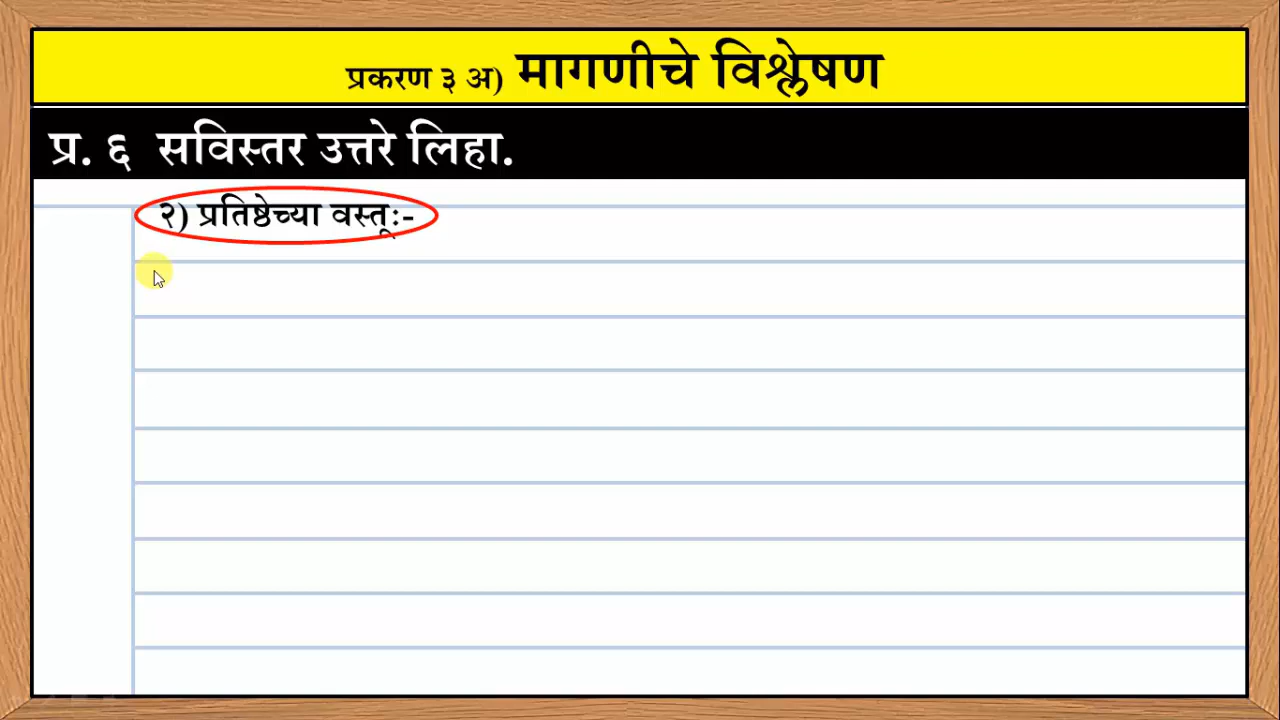 प्रकरण ३ अ) मागणीचे विश्लेषण
प्र. ६ सविस्तर उत्तरे लिहा.
२) प्रतिष्ठेच्या वस्तूः-